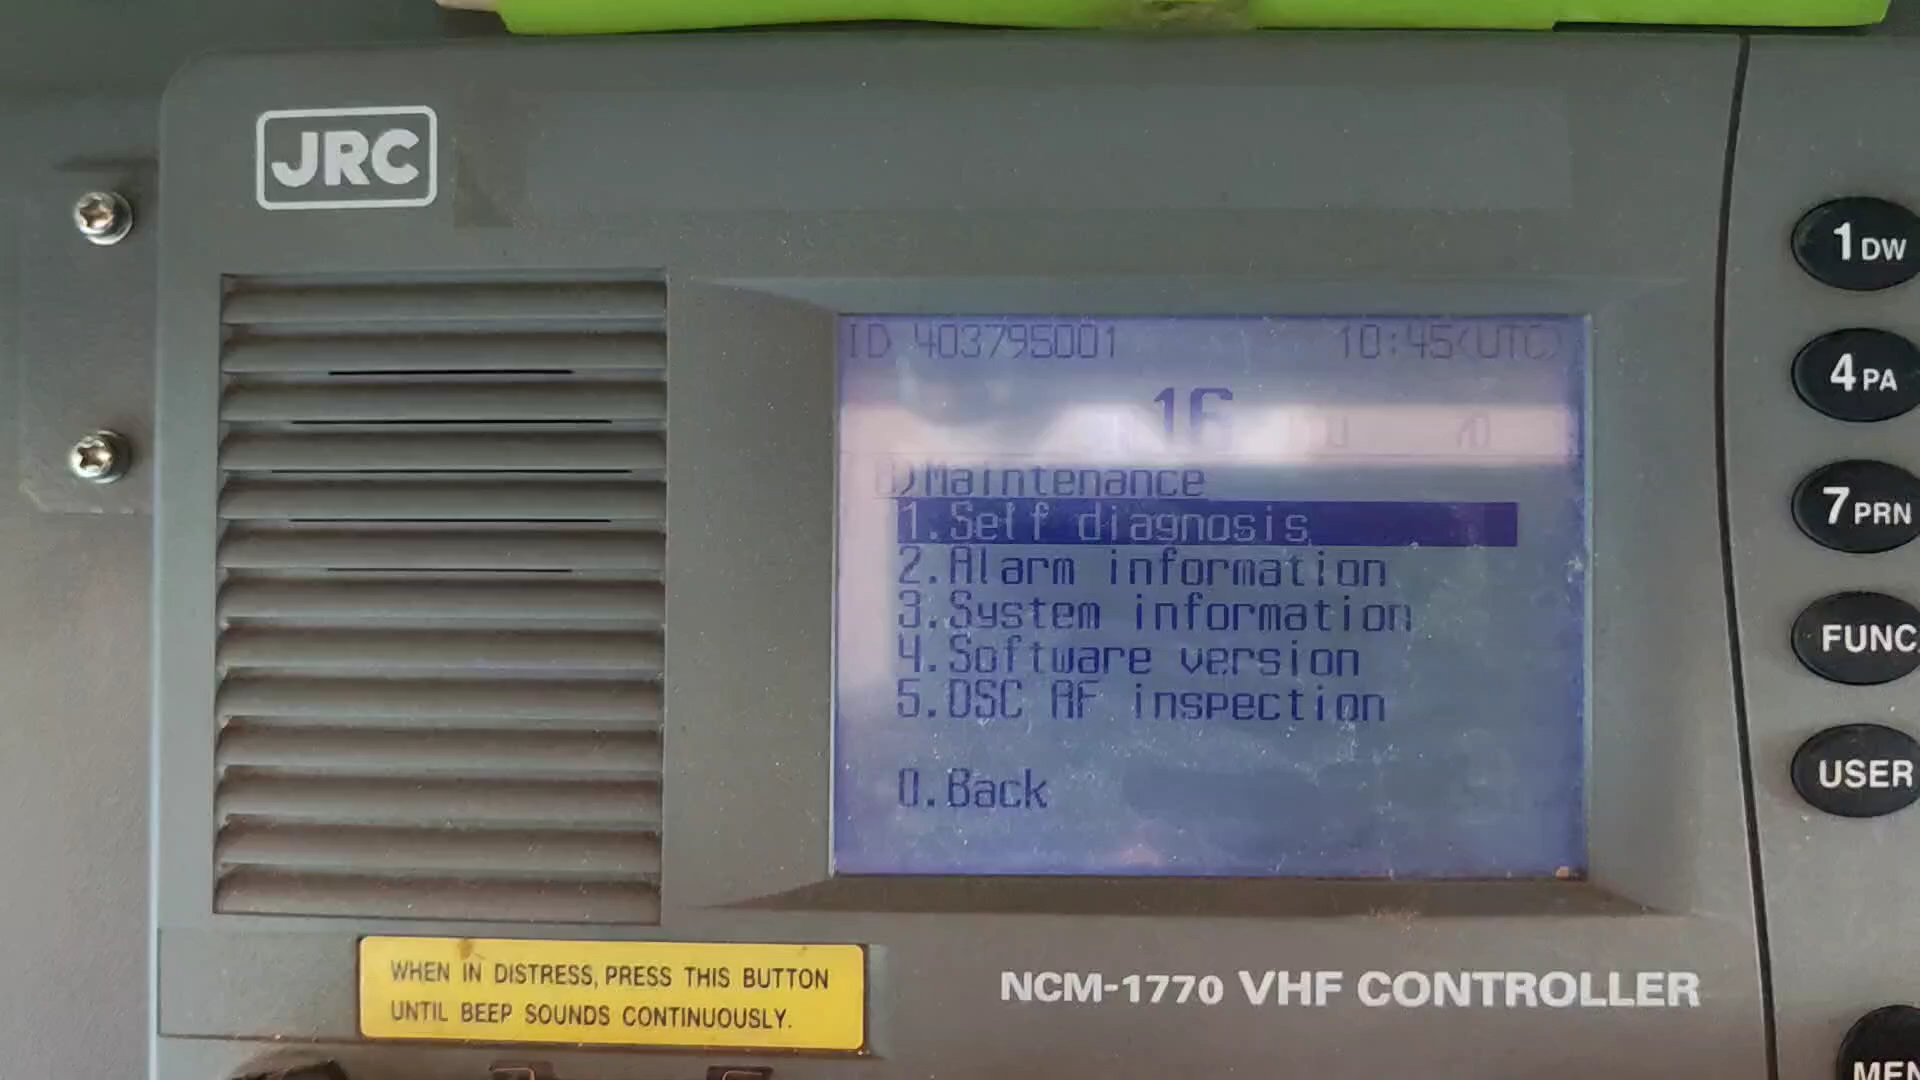 JRC
ID 403795001 10:45(UTC)
16
Maintenance
1.Self diagnosis
2.Alarm information
3.System information
4.Software version
5.DSC AF inspection
0.Back
WHEN IN DISTRESS, PRESS THIS BUTTON
UNTIL BEEP SOUNDS CONTINUOUSLY.
NCM-1770 VHF CONTROLLER
1 DW
4 PA
7 PRN
FUNC
USER